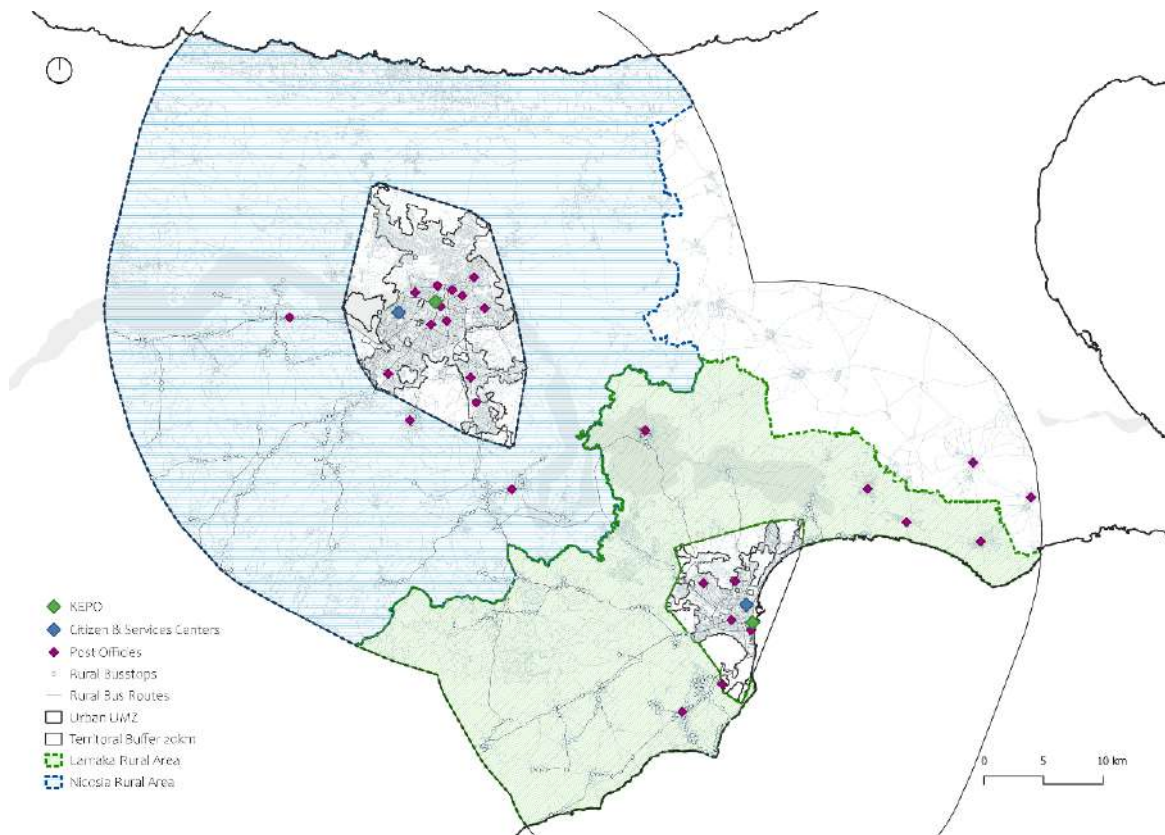 KEPO
Citizen & Services Centers
Post Officies
Rural Busstops
Rural Bus Routes
Urban UMZ
Territoral Buffer 20km
Larnaka Rural Area
Nicosia Rural Area
0 5 10 km